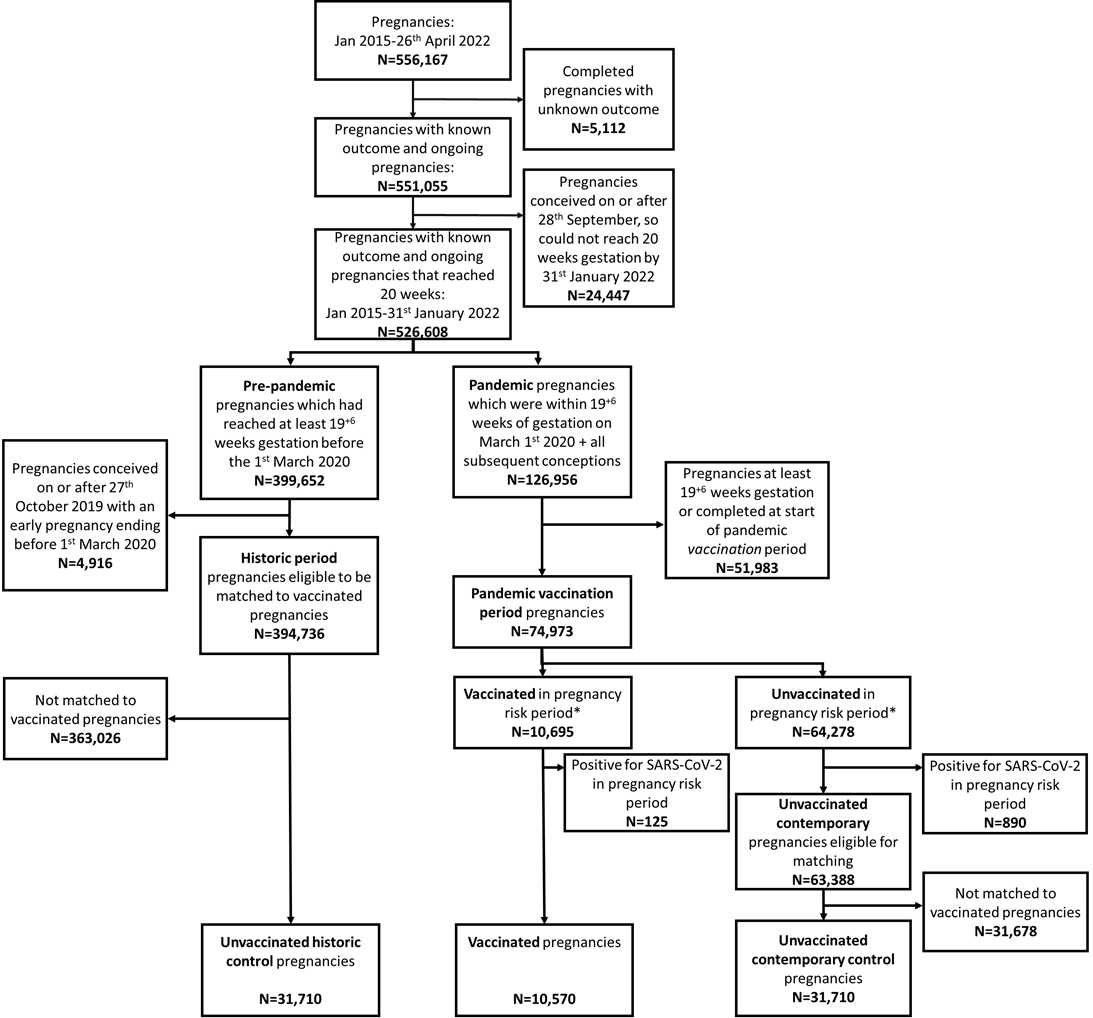 Pregnancies:
Jan 2015-26th April 2022
N=556,167
Completed
pregnancies with
unknown outcome
N=5,112
Pregnancies with known
outcome and ongoing
pregnancies:
N=551,055
Pregnancies
conceived on or after
28th September, so
could not reach 20
weeks gestation by
31st January 2022
N=24,447
Pregnancies with known
outcome and ongoing
pregnancies that reached
20 weeks:
Jan 2015-31st January 2022
N=526,608
Pre-pandemic
pregnancies which had
reached at least 19+6
weeks gestation before
the 1st March 2020
N=399,652
Pandemic pregnancies
which were within 19+6
weeks of gestation on
March 1st 2020 + all
subsequent conceptions
N=126,956
Pregnancies conceived
on or after 27th
October 2019 with an
early pregnancy ending
before 1st March 2020
N=4,916
Pregnancies at least
19+6 weeks gestation
or completed at start
of pandemic
vaccination period
N=51,983
Historic period
pregnancies eligible to be
matched to vaccinated
pregnancies
N=394,736
Pandemic vaccination
period pregnancies
N=74,973
Not matched to
vaccinated pregnancies
N=363,026
Vaccinated in pregnancy
risk period*
N=10,695
Unvaccinated in
pregnancy risk period*
N=64,278
Positive for SARS-CoV-2
in pregnancy risk
period
N=125
Positive for SARS-CoV-2
in pregnancy risk
period
N=890
Unvaccinated
contemporary
pregnancies eligible for
matching
N=63,388
Not matched to
vaccinated pregnancies
N=31,678
Unvaccinated historic
control pregnancies
N=31,710
Vaccinated pregnancies
N=10,570
Unvaccinated
contemporary control
pregnancies
N=31,710